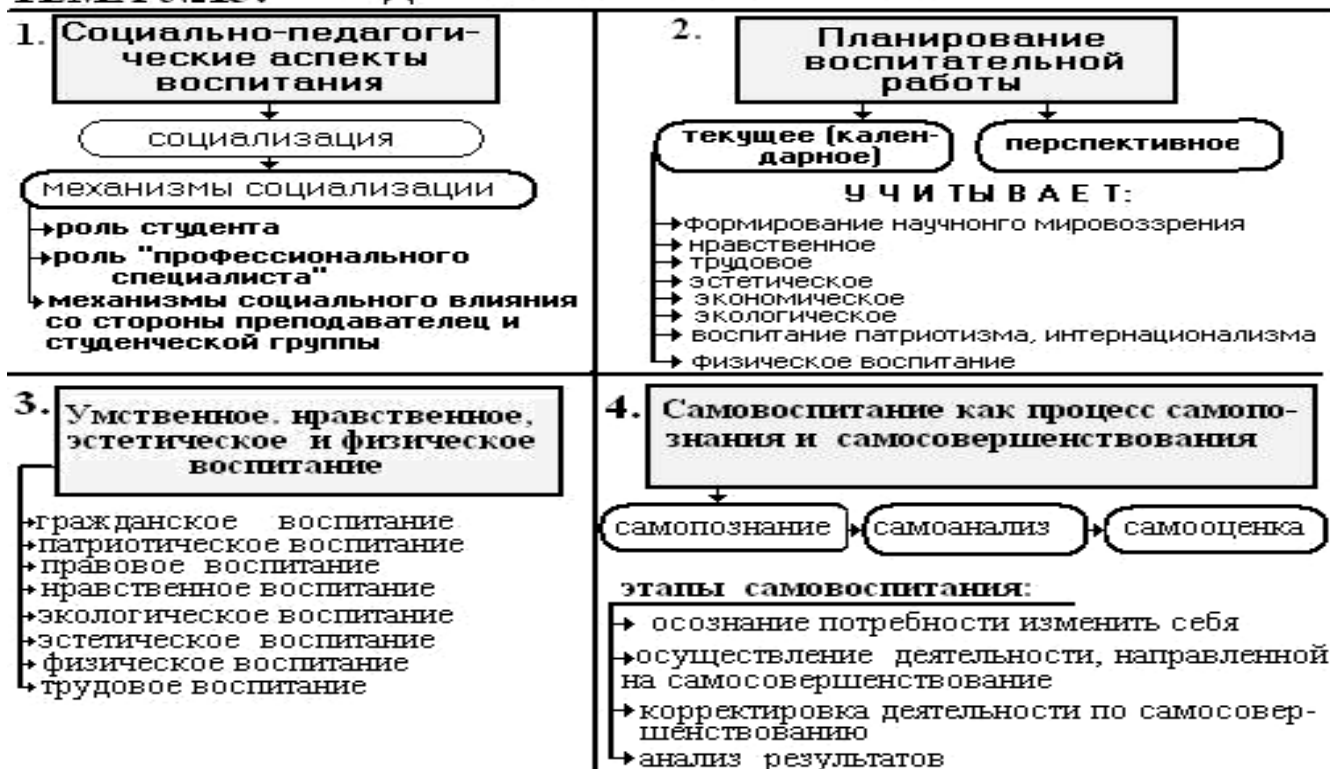 1. Социально-педагоги-
ческие аспекты
воспитания
социализация
механизмы социализации
роль студента
роль "профессионального
специалиста"
механизмы социального влияния
со стороны преподавателец и
студенческой группы
2. Планирование
воспитательной
работы
текущее (кален-
дарное)
перспективное
УЧИТЫВАЕТ:
формирование научнонго мировоззрения
нравственное
трудовое
эстетическое
экономическое
экологическое
воспитание патриотизма, интернационализма
физическое воспитание
3. Умственное. нравственное,
эстетическое и физическое
воспитание
гражданское воспитание
патриотическое воспитание
правовое воспитание
нравственное воспитание
экологическое воспитание
эстетическое воспитание
физическое воспитание
трудовое воспитание
4. Самовоспитание как процесс самопо-
знания и самосовершенствования
самопознание
самоанализ
самооценка
этапы самовоспитания:
осознание потребности изменить себя
осуществление деятельности, направленной
на самосовершенствование
корректировка деятельности по самосовер-
шенствованию
анализ результатов